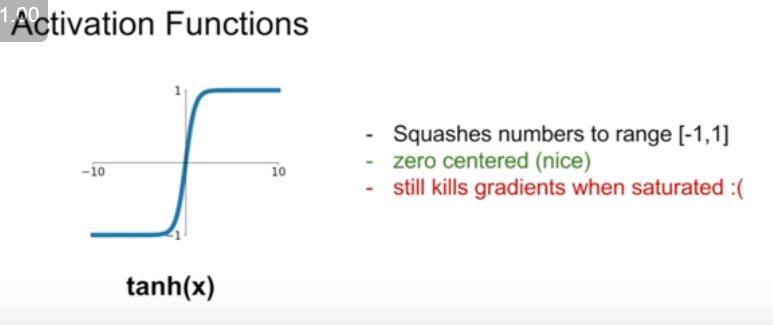 1.00
Activation Functions
1
-10
10
-1
tanh(x)
- Squashes numbers to range [-1,1]
- zero centered (nice)
- still kills gradients when saturated :(